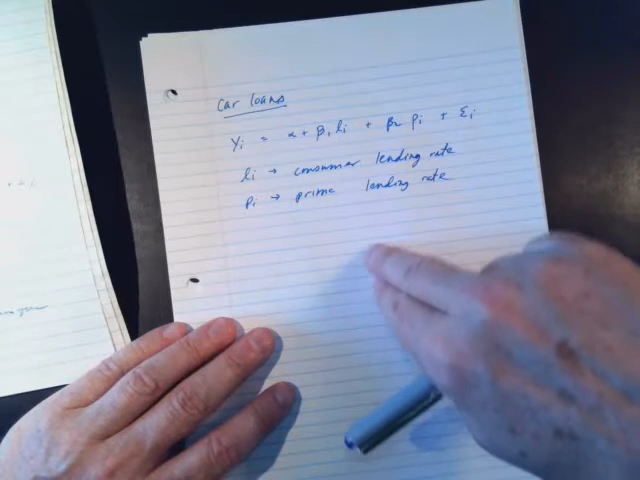 Car loans
Yi = α + β1 li + β2 pi + εi
li → consumer lending rate
pi → prime lending rate